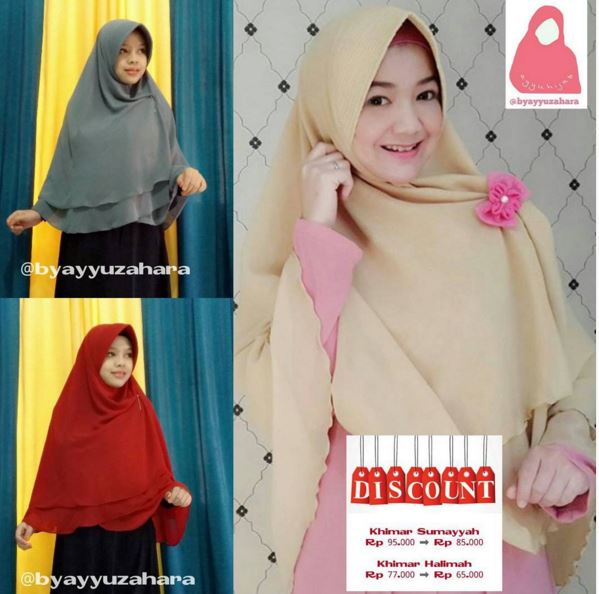 @byayyuzahara
@byayyuzahara
@byayyuzahara
DISCOUNT
Khimar Sumayyah
Rp 95.000 ➡ Rp 85.000
Khimar Halimah
Rp 77.000 ➡ Rp 65.000